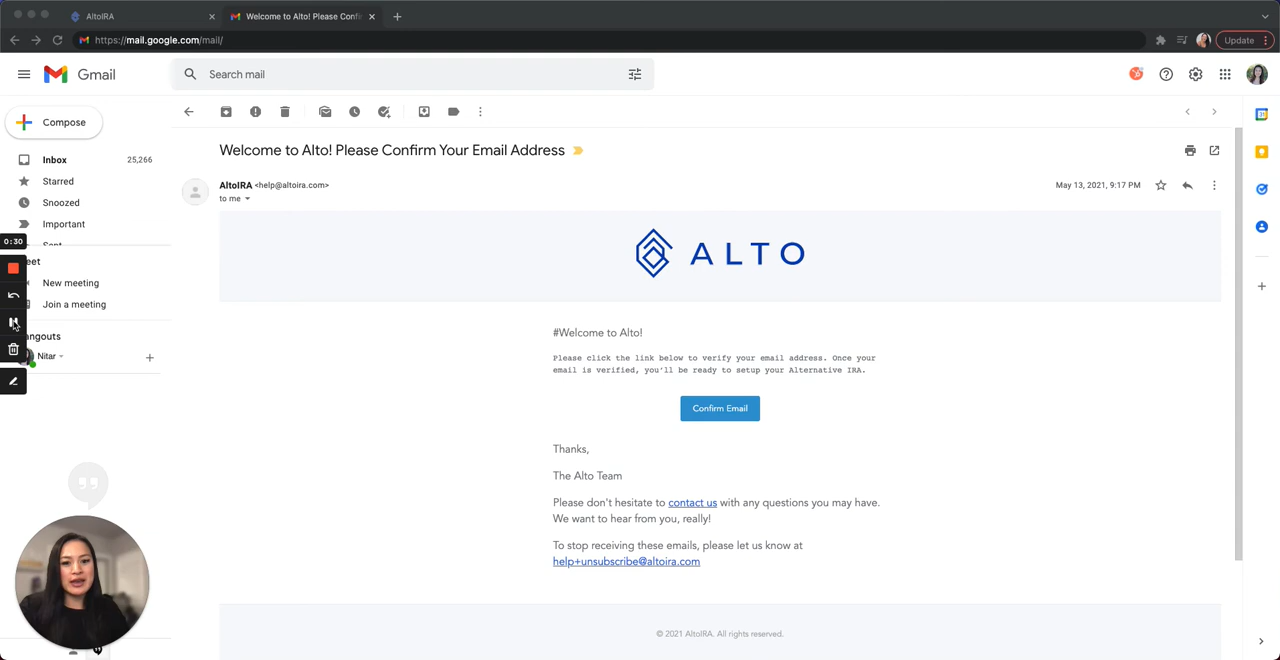 AltoIRA
Welcome to Alto! Please Confi
https://mail.google.com/mail/
Update
Gmail
Search mail
Compose
Inbox 25,266
Starred
Snoozed
Important
Sent
0:30
eet
New meeting
Join a meeting
angouts
Nitar
Welcome to Alto! Please Confirm Your Email Address
AltoIRA <help@altoira.com>
to me
May 13, 2021, 9:17 PM
ALTO
#Welcome to Alto!
Please click the link below to verify your email address. Once your
email is verified, you'll be ready to setup your Alternative IRA.
Confirm Email
Thanks,
The Alto Team
Please don't hesitate to contact us with any questions you may have.
We want to hear from you, really!
To stop receiving these emails, please let us know at
help+unsubscribe@altoira.com
© 2021 AltoIRA. All rights reserved.